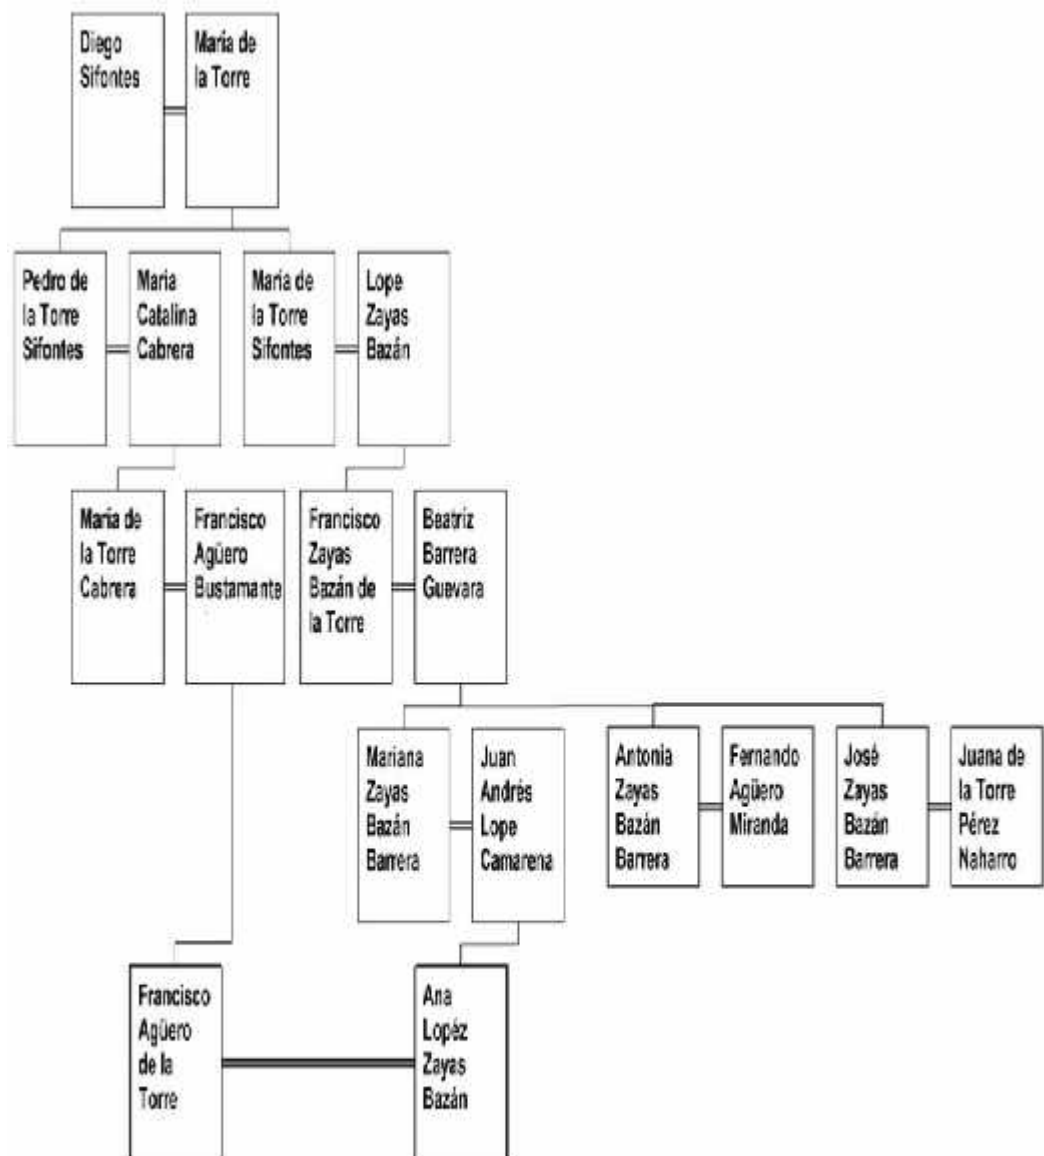 Diego
Sifontes
Maria de
la Torre
Pedro de
la Torre
Sifontes
Maria
Catalina
Cabrera
María de
la Torre
Sifontes
Lope
Zayas
Bazán
Maria de
la Torre
Cabrera
Francisco
Agüero
Bustamante
Francisco
Zayas
Bazán de
la Torre
Beatriz
Barrera
Guevara
Mariana
Zayas
Bazán
Barrera
Juan
Andrés
Lope
Camarena
Antonia
Zayas
Bazán
Barrera
Fernando
Agüero
Miranda
José
Zayas
Bazán
Barrera
Juana de
la Torre
Pérez
Naharro
Francisco
Agüero
de la
Torre
Ana
Lopéz
Zayas
Bazán